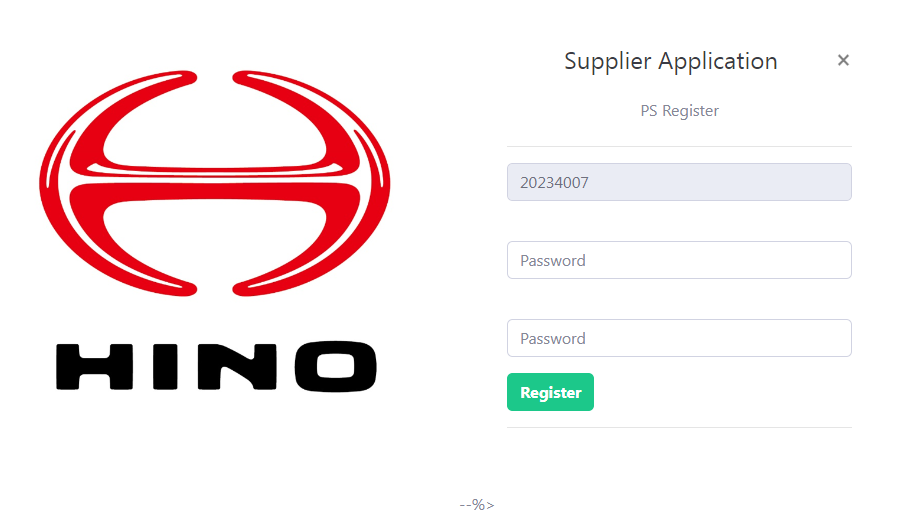 HINO
Supplier Application ×
PS Register
20234007
Password
Password
Register
--%>